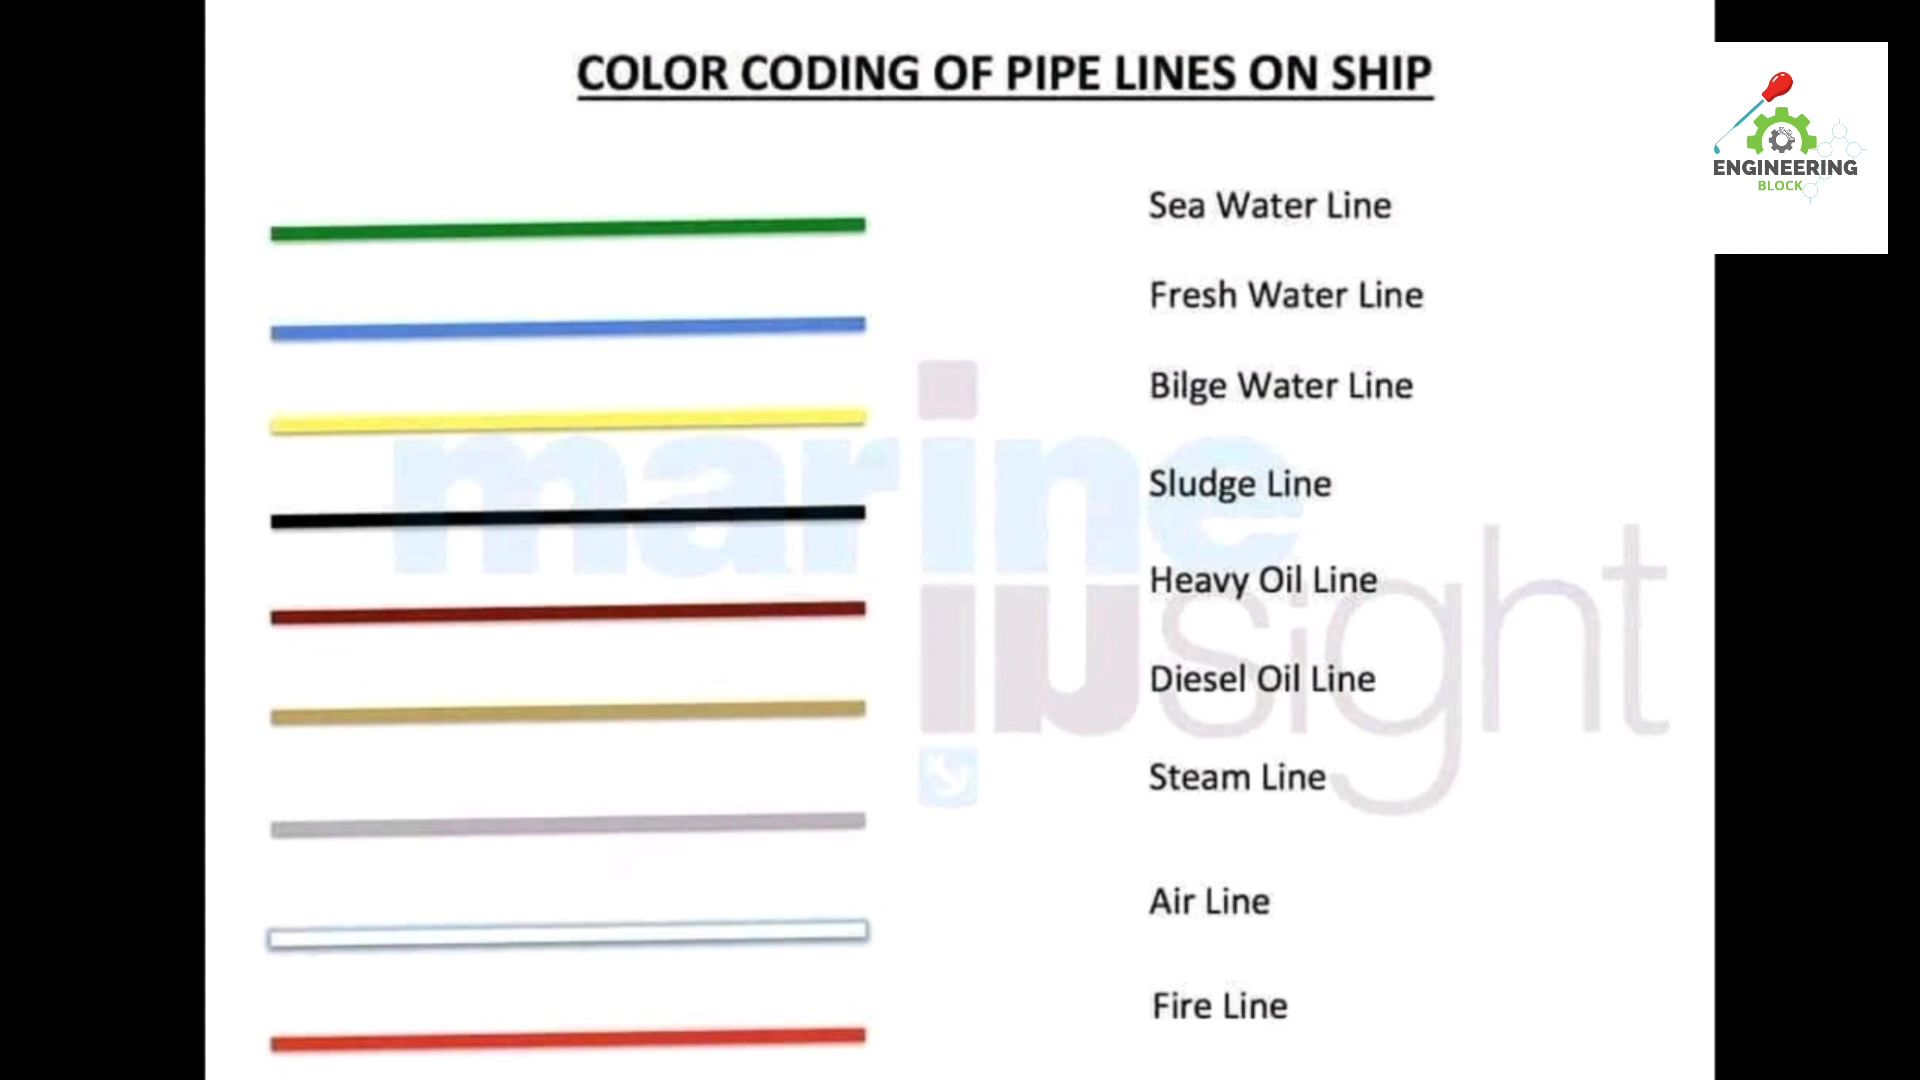 COLOR CODING OF PIPE LINES ON SHIP
ENGINEERING
BLOCK
Sea Water Line
Fresh Water Line
Bilge Water Line
Sludge Line
Heavy Oil Line
Diesel Oil Line
Steam Line
Air Line
Fire Line
marine
insight